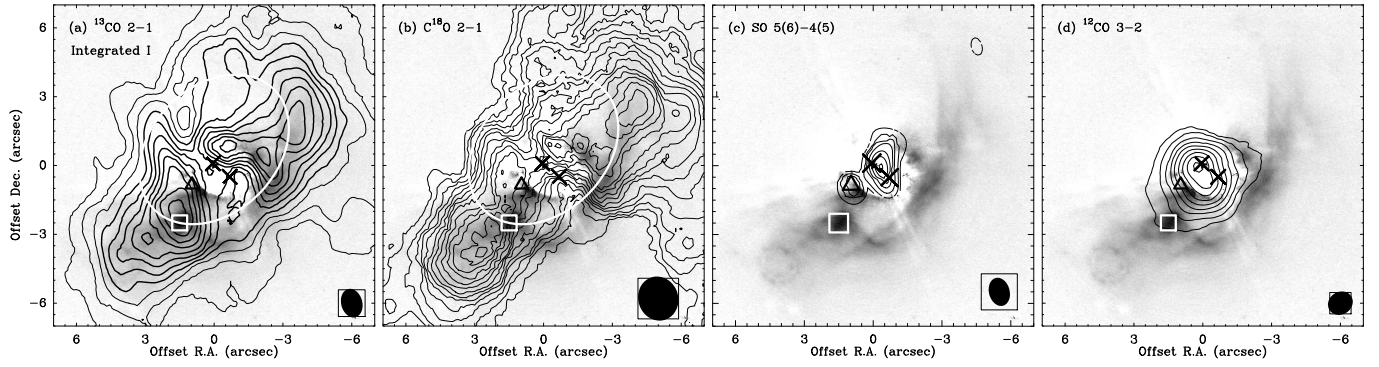 (a) ¹³CO 2−1
Integrated I
(b) C¹⁸O 2−1
(c) SO 5(6)−4(5)
(d) ¹²CO 3−2
Offset Dec. (arcsec)
6
3
0
−3
−6
6 3 0 −3 −6
6 3 0 −3 −6
6 3 0 −3 −6
6 3 0 −3 −6
Offset R.A. (arcsec)
Offset R.A. (arcsec)
Offset R.A. (arcsec)
Offset R.A. (arcsec)